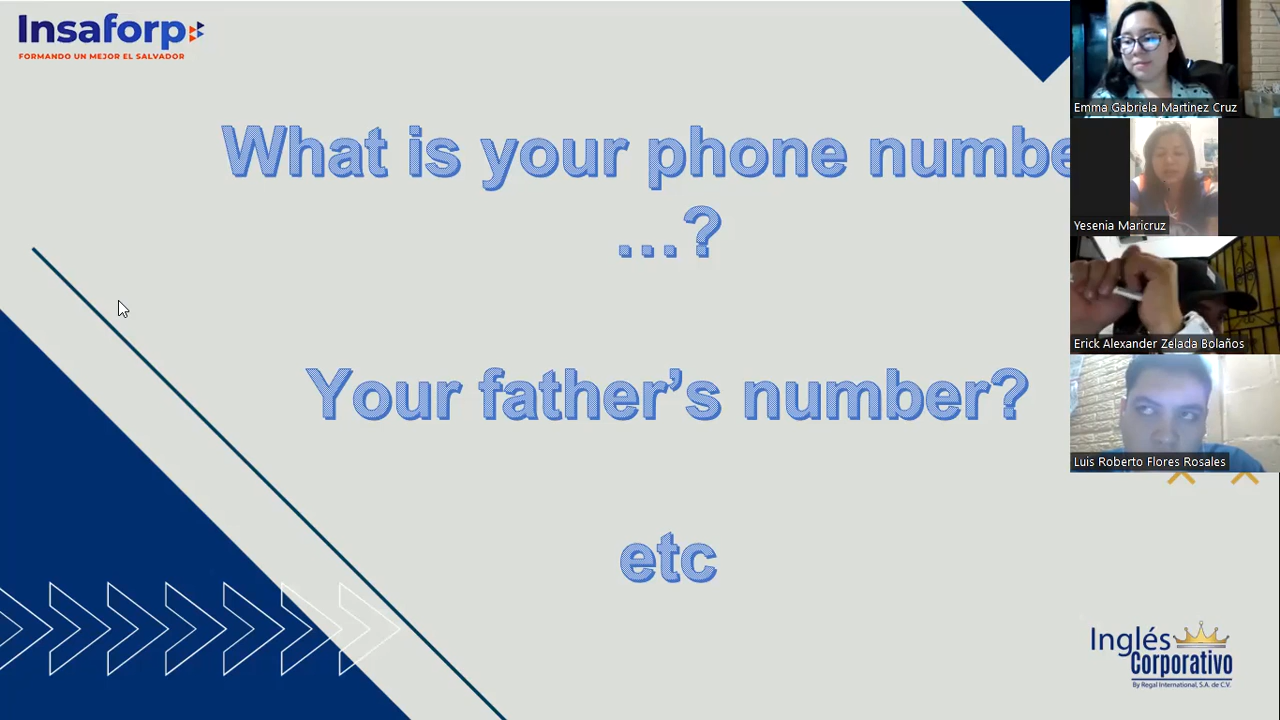 Insaforp
FORMANDO UN MEJOR EL SALVADOR
What is your phone numbe
...?
Your father's number?
etc
Emma Gabriela Martinez Cruz
Yesenia Maricruz
Erick Alexander Zelada Bolaños
Luis Roberto Flores Rosales
Inglés
Corporativo
By Regal International, S.A. de C.V.